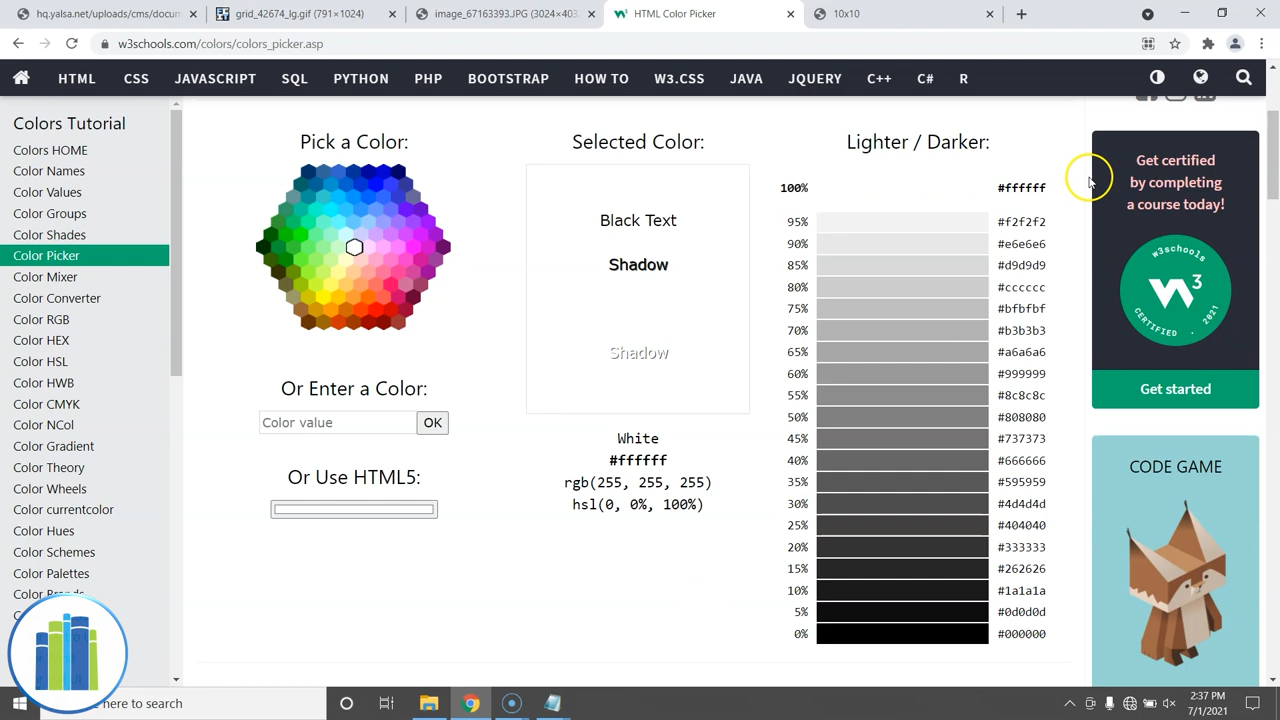 hq.yalsa.net/uploads/cms/docum
grid_42674_lg.gif (791×1024)
image_67163393.JPG (3024×403
HTML Color Picker
10x10
w3schools.com/colors/colors_picker.asp
HTML CSS JAVASCRIPT SQL PYTHON PHP BOOTSTRAP HOW TO W3.CSS JAVA JQUERY C++ C# R
Colors Tutorial
Colors HOME
Color Names
Color Values
Color Groups
Color Shades
Color Picker
Color Mixer
Color Converter
Color RGB
Color HEX
Color HSL
Color HWB
Color CMYK
Color NCol
Color Gradient
Color Theory
Color Wheels
Color currentcolor
Color Hues
Color Schemes
Color Palettes
Color
Pick a Color:
Or Enter a Color:
Color value OK
Or Use HTML5:
Selected Color:
Black Text
Shadow
Shadow
White
#ffffff
rgb(255, 255, 255)
hsl(0, 0%, 100%)
Lighter / Darker:
100% #ffffff
95% #f2f2f2
90% #e6e6e6
85% #d9d9d9
80% #cccccc
75% #bfbfbf
70% #b3b3b3
65% #a6a6a6
60% #999999
55% #8c8c8c
50% #808080
45% #737373
40% #666666
35% #595959
30% #4d4d4d
25% #404040
20% #333333
15% #262626
10% #1a1a1a
5% #0d0d0d
0% #000000
Get certified
by completing
a course today!
w3schools
W3
CERTIFIED . 2021
Get started
CODE GAME
here to search
2:37 PM
7/1/2021